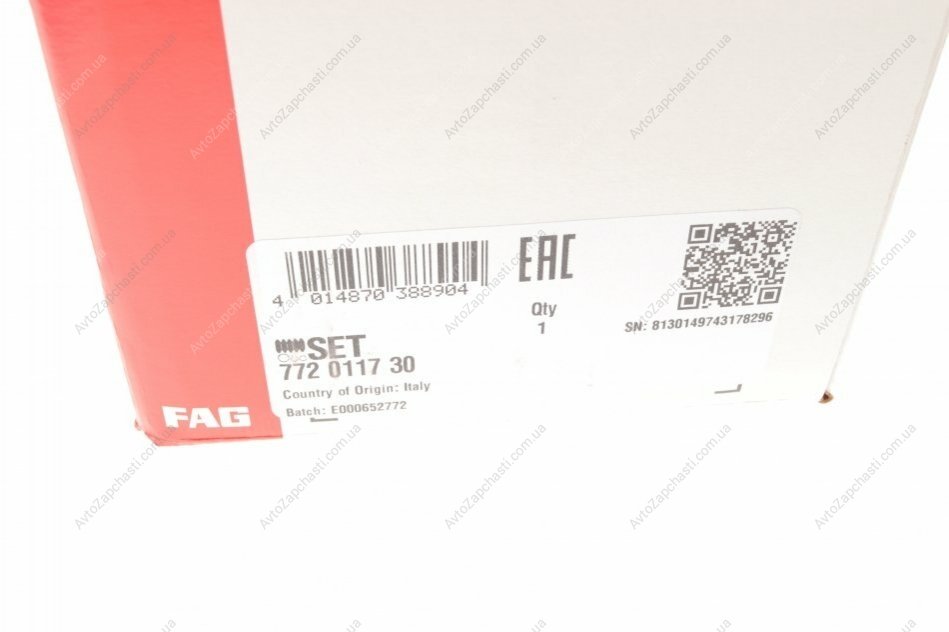 4 014870 388904
EAC
Qty
1
SN: 8130149743178296
SET
772 0117 30
Country of Origin: Italy
Batch: E000652772
FAG
AvtoZapchasti.com.ua